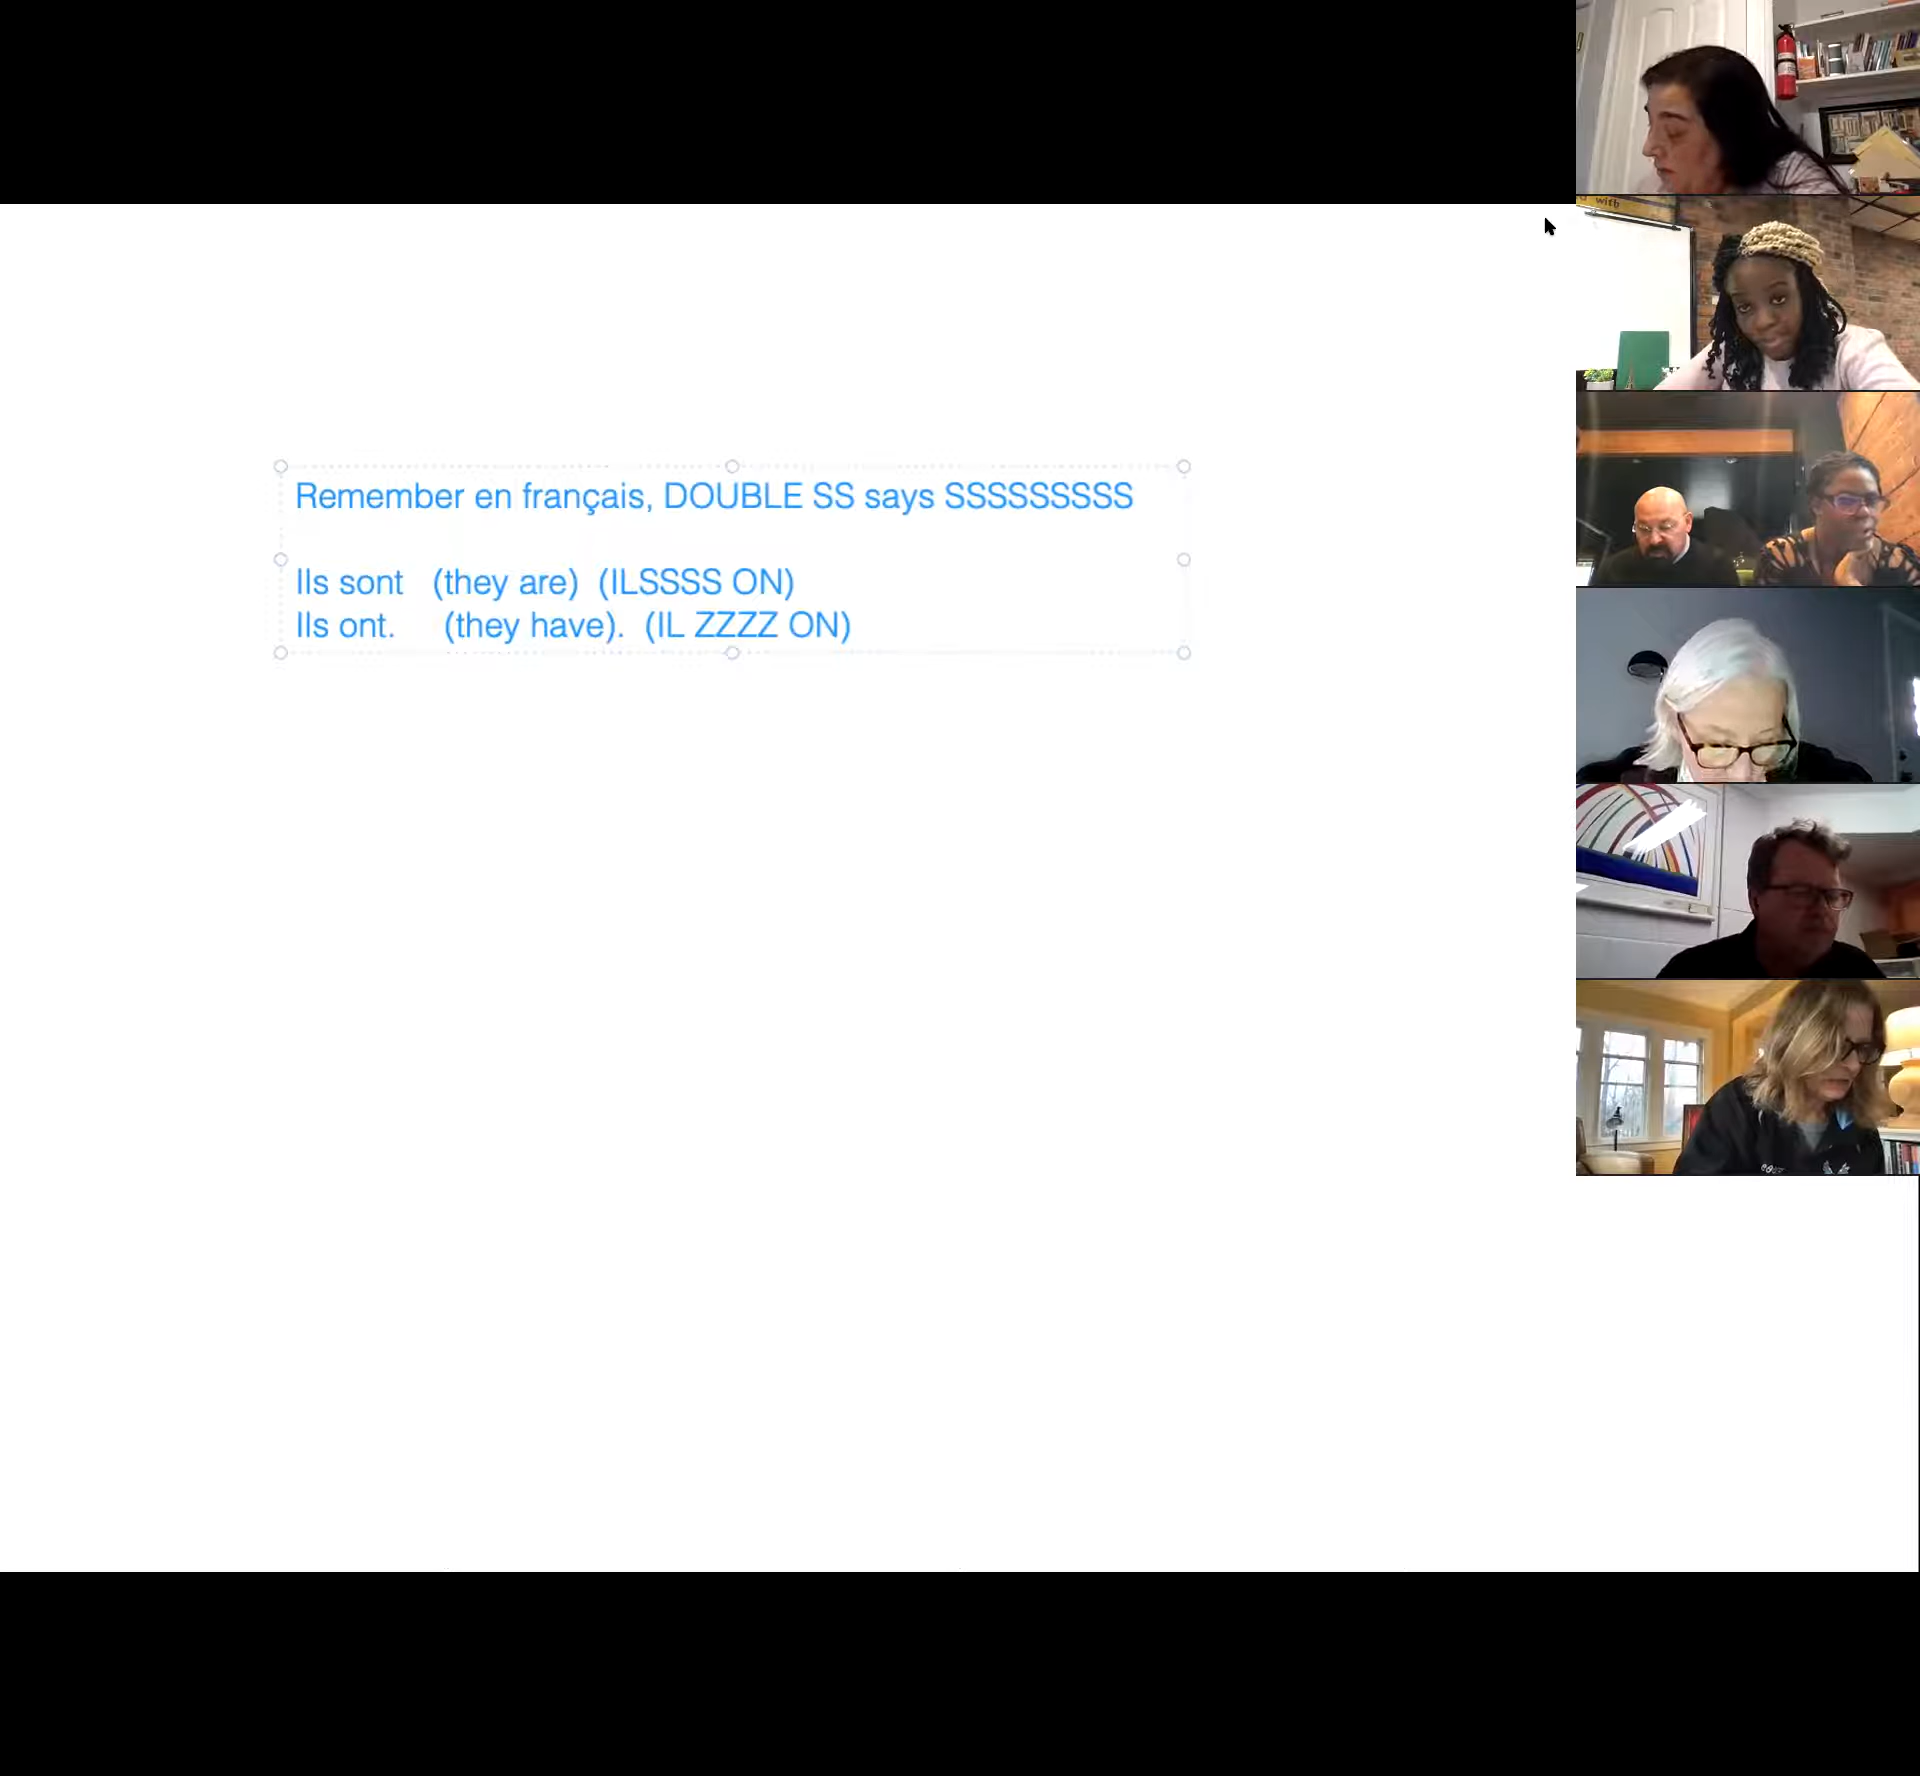 Remember en français, DOUBLE SS says SSSSSSSSS
Ils sont (they are) (ILSSSS ON)
Ils ont. (they have). (IL ZZZZ ON)
with